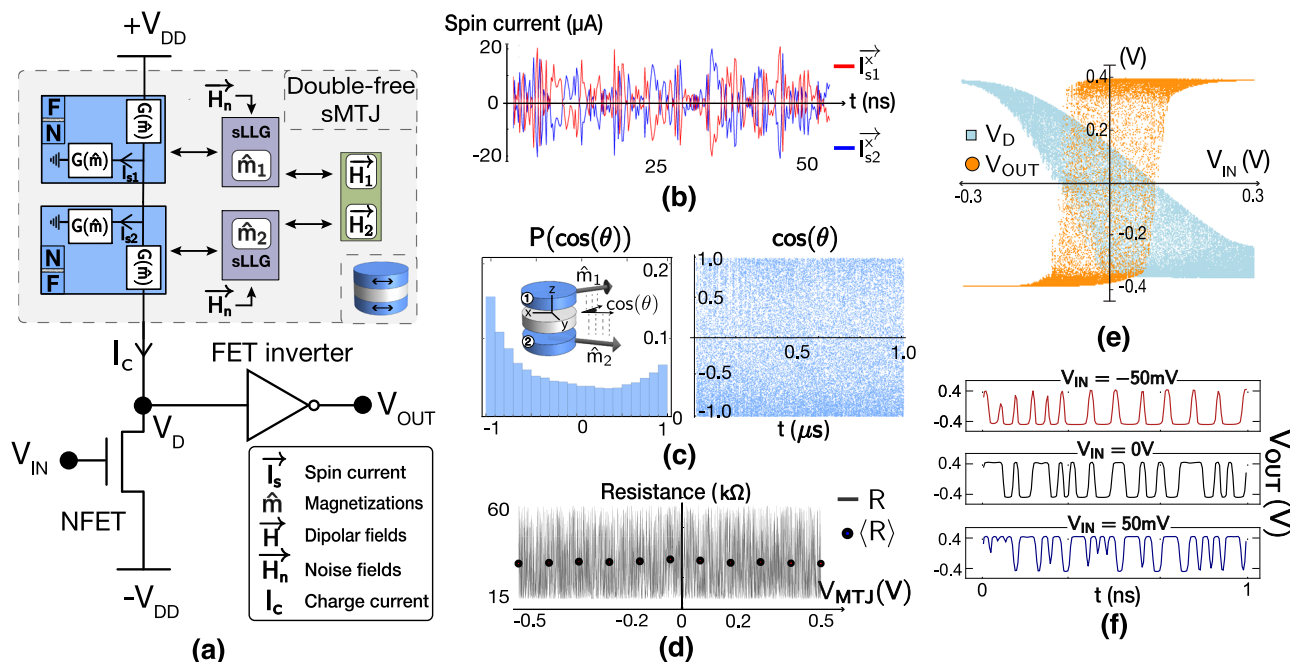 +V_DD
Double-free
sMTJ
F
N
G(m̂)
G(m̂)
I_s1
H_n
sLLG
m̂_1
H_1
H_2
G(m̂)
I_s2
G(m̂)
N
F
m̂_2
sLLG
H_n
I_C
FET inverter
V_D
V_OUT
V_IN
NFET
-V_DD
I_s Spin current
m̂ Magnetizations
H Dipolar fields
H_n Noise fields
I_C Charge current
(a)
Spin current (μA)
20
0
-20
I_s1^x
t (ns)
I_s2^x
25
50
(b)
P(cos(θ))
0.2
0.1
0
-1
0
1
1
2
x
y
z
m̂_1
cos(θ)
m̂_2
cos(θ)
1.0
0.5
-0.5
-1.0
0.5
1.0
t (μs)
(c)
Resistance (kΩ)
60
15
R
⟨R⟩
V_MTJ(V)
-0.5
-0.2
0
0.2
0.5
(d)
(V)
0.4
0.2
-0.2
-0.4
V_D
V_OUT
V_IN (V)
-0.3
0.3
(e)
V_IN = −50mV
0.4
-0.4
V_IN = 0V
0.4
-0.4
V_IN = 50mV
0.4
-0.4
0
1
t (ns)
V_OUT (V)
(f)